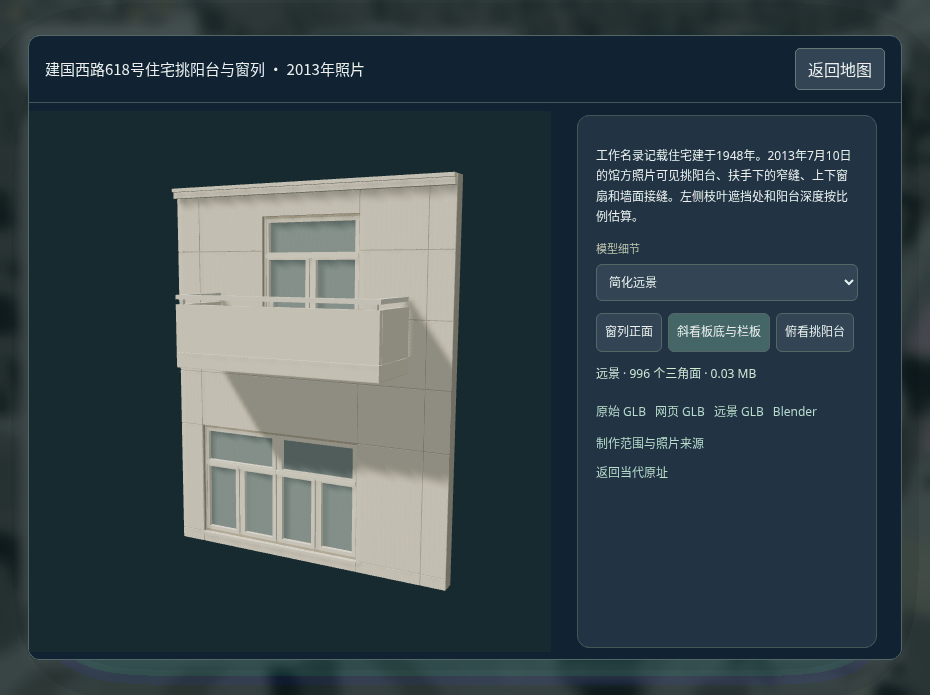 建国西路618号住宅挑阳台与窗列 · 2013年照片
返回地图
工作名录记载住宅建于1948年。2013年7月10日
的馆方照片可见挑阳台、扶手下的窄缝、上下窗
扇和墙面接缝。左侧枝叶遮挡处和阳台深度按比
例估算。
模型细节
简化远景
窗列正面 斜看板底与栏板 俯看挑阳台
远景 · 996 个三角面 · 0.03 MB
原始 GLB 网页 GLB 远景 GLB Blender
制作范围与照片来源
返回当代原址